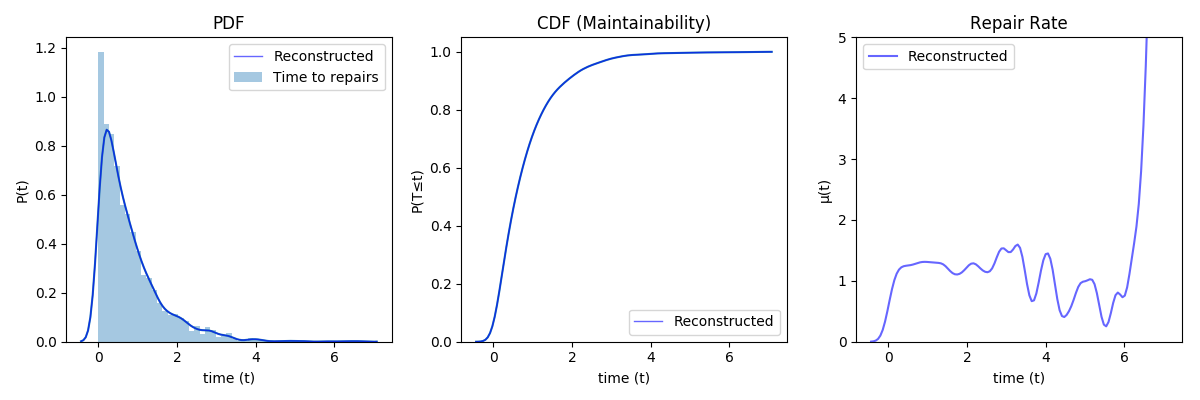 PDF
P(t)
1.2
1.0
0.8
0.6
0.4
0.2
0.0
0
2
4
6
time (t)
Reconstructed
Time to repairs
CDF (Maintainability)
P(T≤t)
1.0
0.8
0.6
0.4
0.2
0.0
0
2
4
6
time (t)
Reconstructed
Repair Rate
μ(t)
5
4
3
2
1
0
0
2
4
6
time (t)
Reconstructed